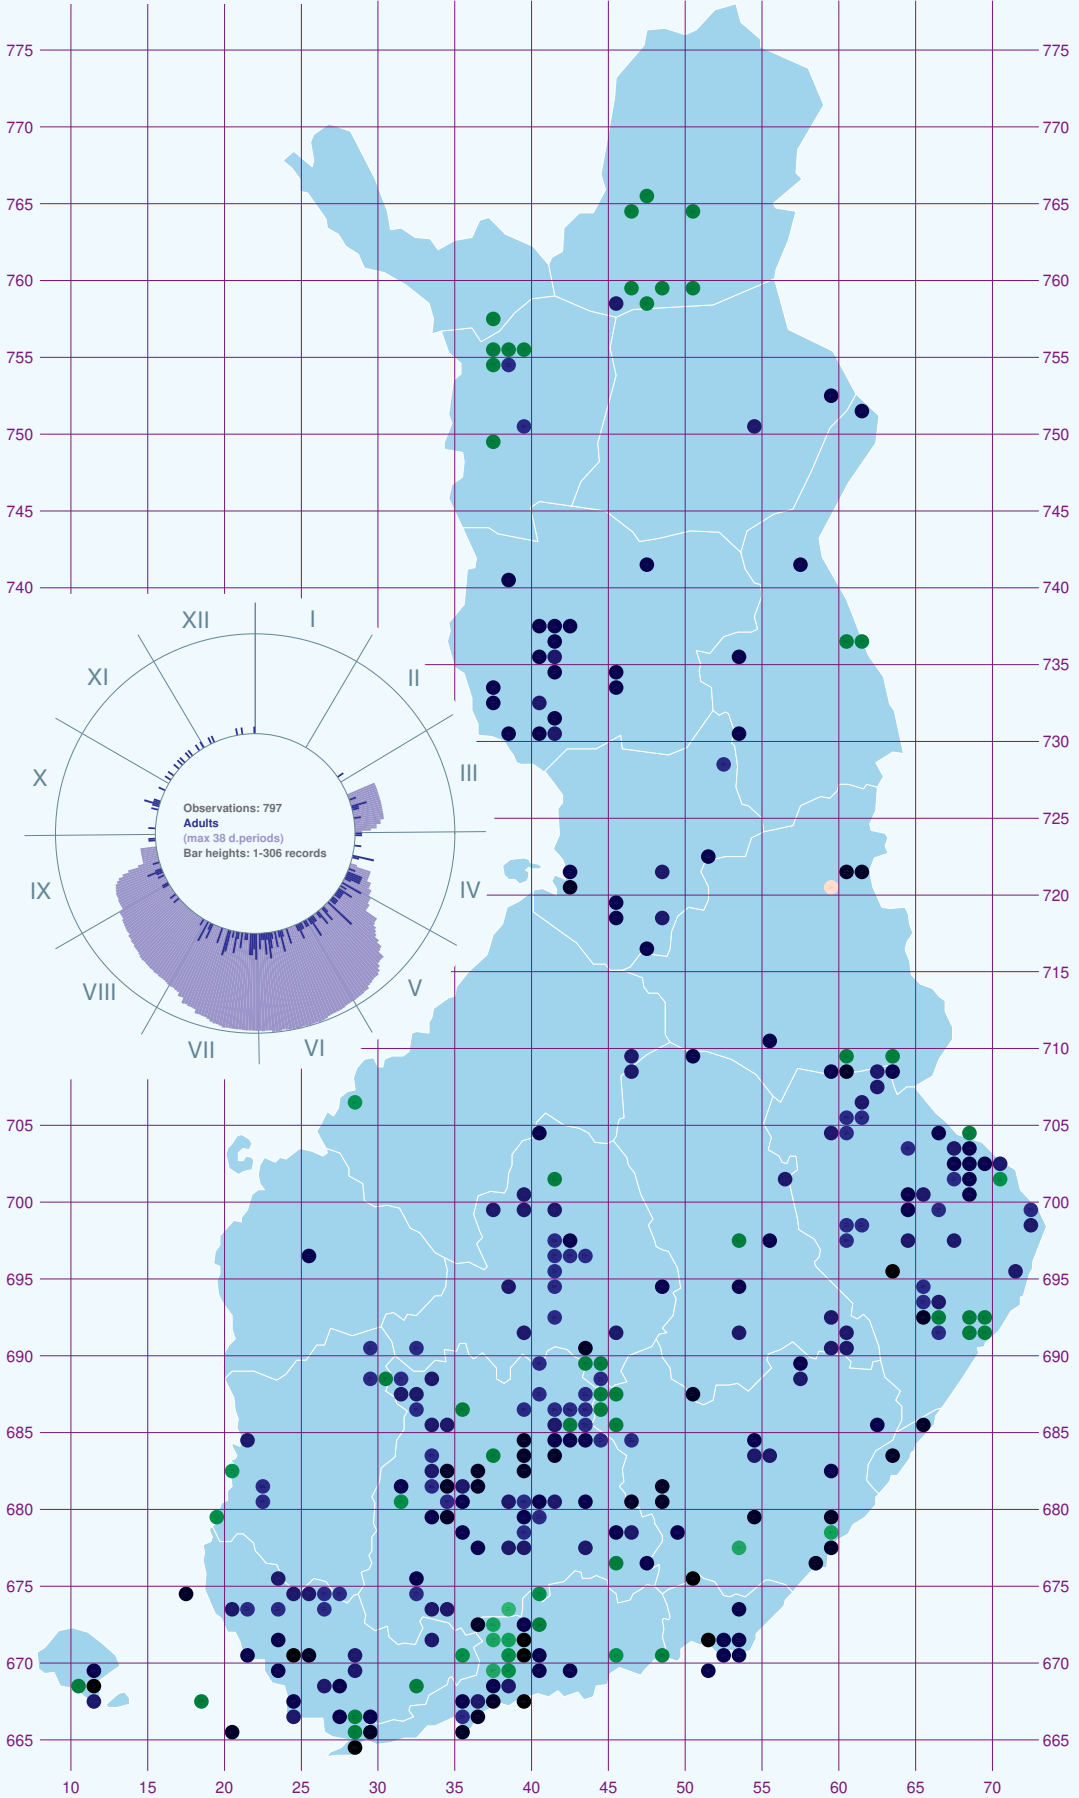 775 775
770 770
765 765
760 760
755 755
750 750
745 745
740 740
735 735
730 730
725 725
720 720
715 715
710 710
705 705
700 700
695 695
690 690
685 685
680 680
675 675
670 670
665 665
XII I
XI II
X III
IX IV
VIII V
VII VI
Observations: 797
Adults
(max 38 d.periods)
Bar heights: 1-306 records
10 15 20 25 30 35 40 45 50 55 60 65 70